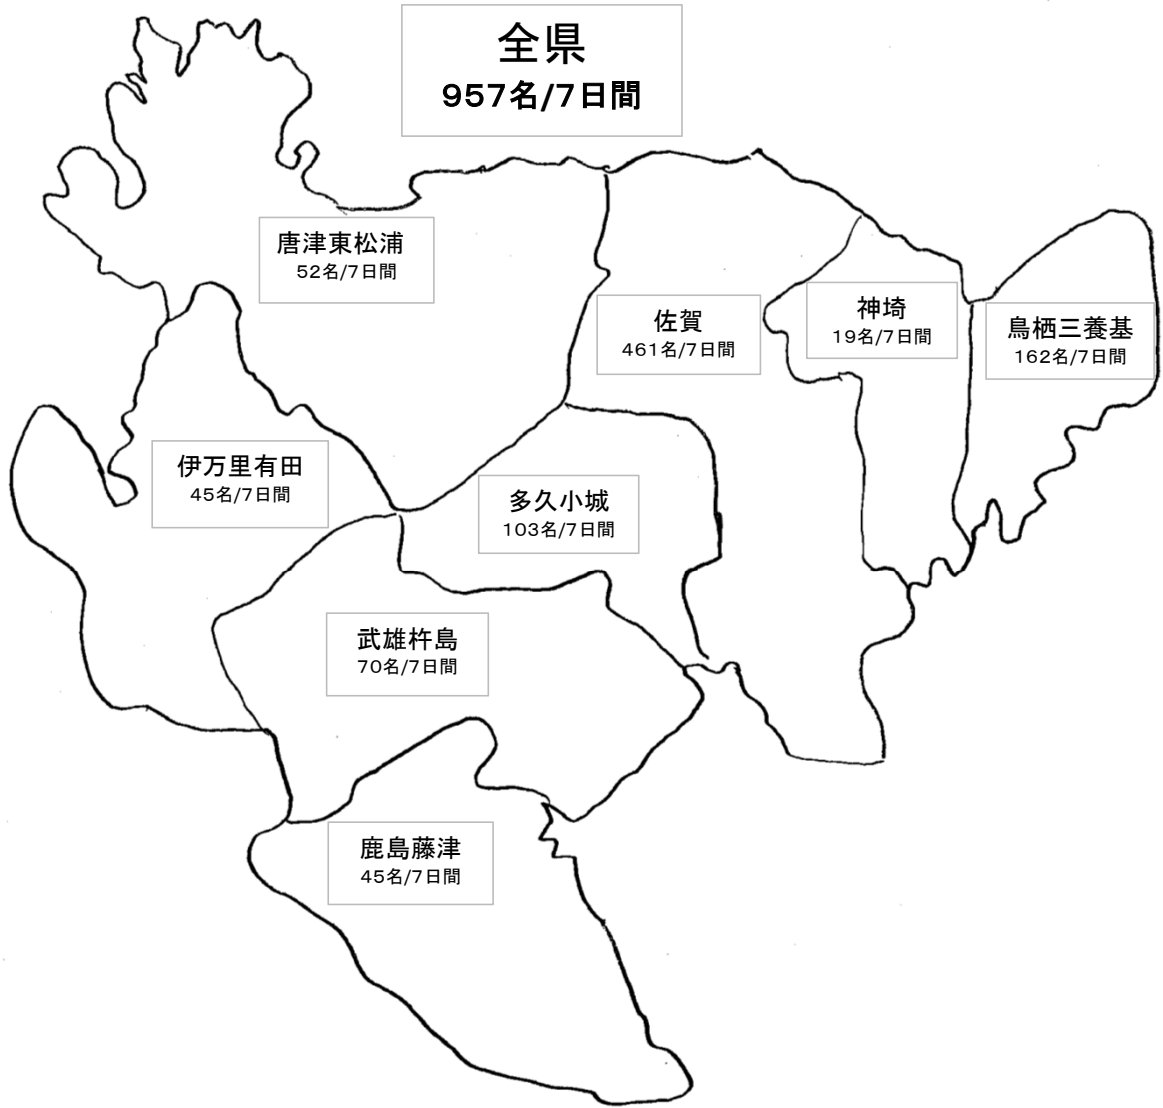 全県
957名/7日間
唐津東松浦
52名/7日間
佐賀
461名/7日間
神埼
19名/7日間
鳥栖三養基
162名/7日間
伊万里有田
45名/7日間
多久小城
103名/7日間
武雄杵島
70名/7日間
鹿島藤津
45名/7日間